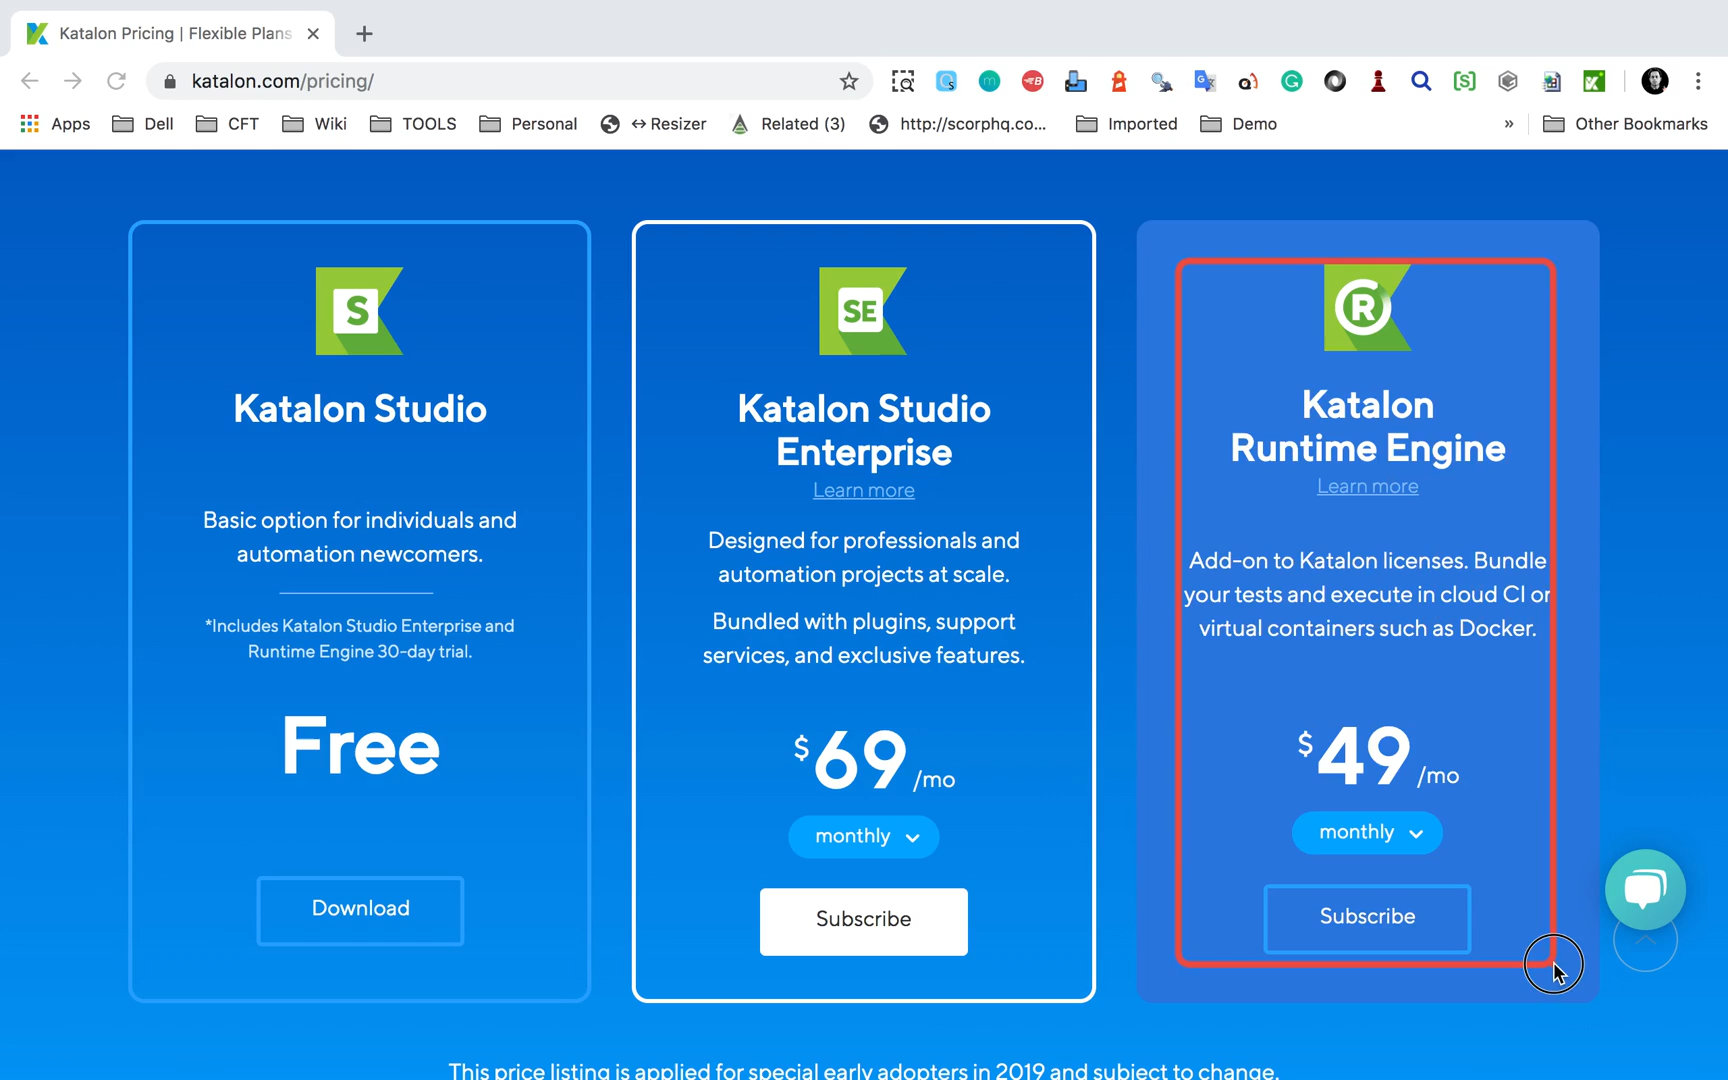 Katalon Pricing | Flexible Plans
katalon.com/pricing/
Apps
Dell
CFT
Wiki
TOOLS
Personal
↔ Resizer
Related (3)
http://scorphq.co...
Imported
Demo
»
Other Bookmarks
S
Katalon Studio
Basic option for individuals and
automation newcomers.
*Includes Katalon Studio Enterprise and
Runtime Engine 30-day trial.
Free
Download
SE
Katalon Studio
Enterprise
Learn more
Designed for professionals and
automation projects at scale.
Bundled with plugins, support
services, and exclusive features.
$69/mo
monthly
Subscribe
R
Katalon
Runtime Engine
Learn more
Add-on to Katalon licenses. Bundle
your tests and execute in cloud CI or
virtual containers such as Docker.
$49/mo
monthly
Subscribe
This price listing is applied for special early adopters in 2019 and subject to change.